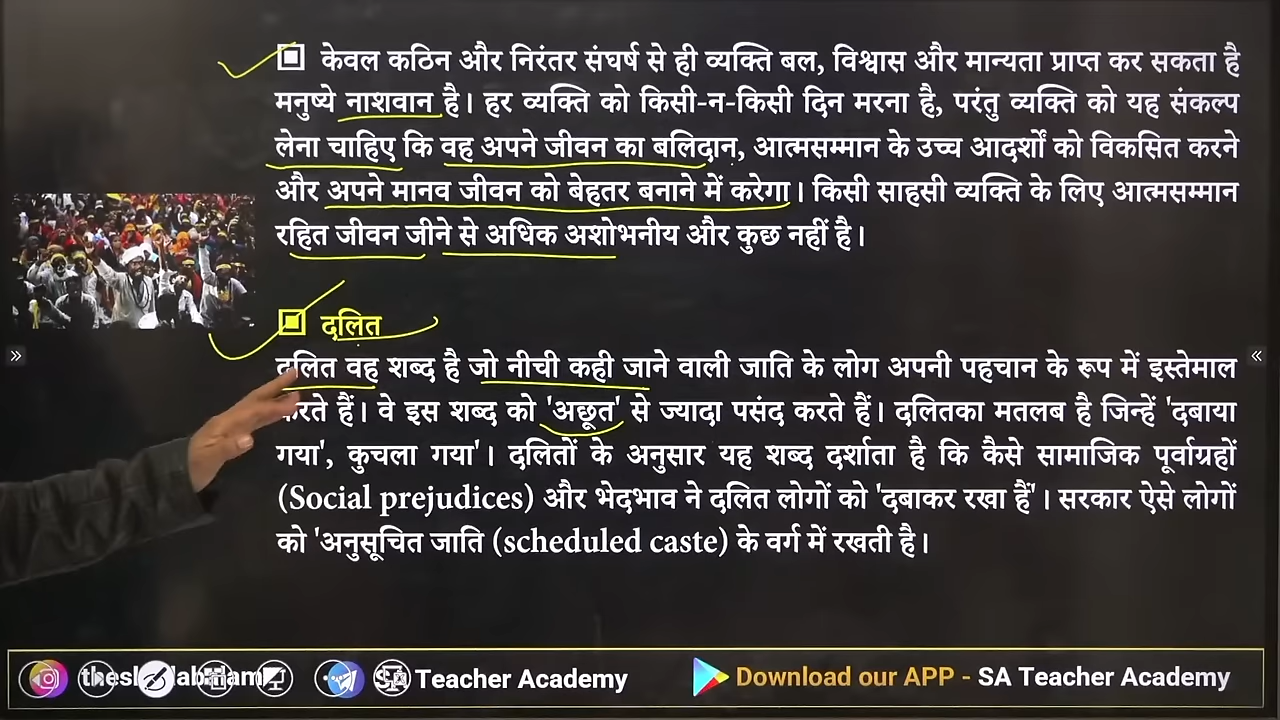 केवल कठिन और निरंतर संघर्ष से ही व्यक्ति बल, विश्वास और मान्यता प्राप्त कर सकता है
मनुष्ये नाशवान है। हर व्यक्ति को किसी-न-किसी दिन मरना है, परंतु व्यक्ति को यह संकल्प
लेना चाहिए कि वह अपने जीवन का बलिदान, आत्मसम्मान के उच्च आदर्शों को विकसित करने
और अपने मानव जीवन को बेहतर बनाने में करेगा। किसी साहसी व्यक्ति के लिए आत्मसम्मान
रहित जीवन जीने से अधिक अशोभनीय और कुछ नहीं है।
दलित
दलित वह शब्द है जो नीची कही जाने वाली जाति के लोग अपनी पहचान के रूप में इस्तेमाल
करते हैं। वे इस शब्द को 'अछूत' से ज्यादा पसंद करते हैं। दलितका मतलब है जिन्हें 'दबाया
गया', कुचला गया'। दलितों के अनुसार यह शब्द दर्शाता है कि कैसे सामाजिक पूर्वाग्रहों
(Social prejudices) और भेदभाव ने दलित लोगों को 'दबाकर रखा हैं'। सरकार ऐसे लोगों
को 'अनुसूचित जाति (scheduled caste) के वर्ग में रखती है।
Teacher Academy Download our APP - SA Teacher Academy